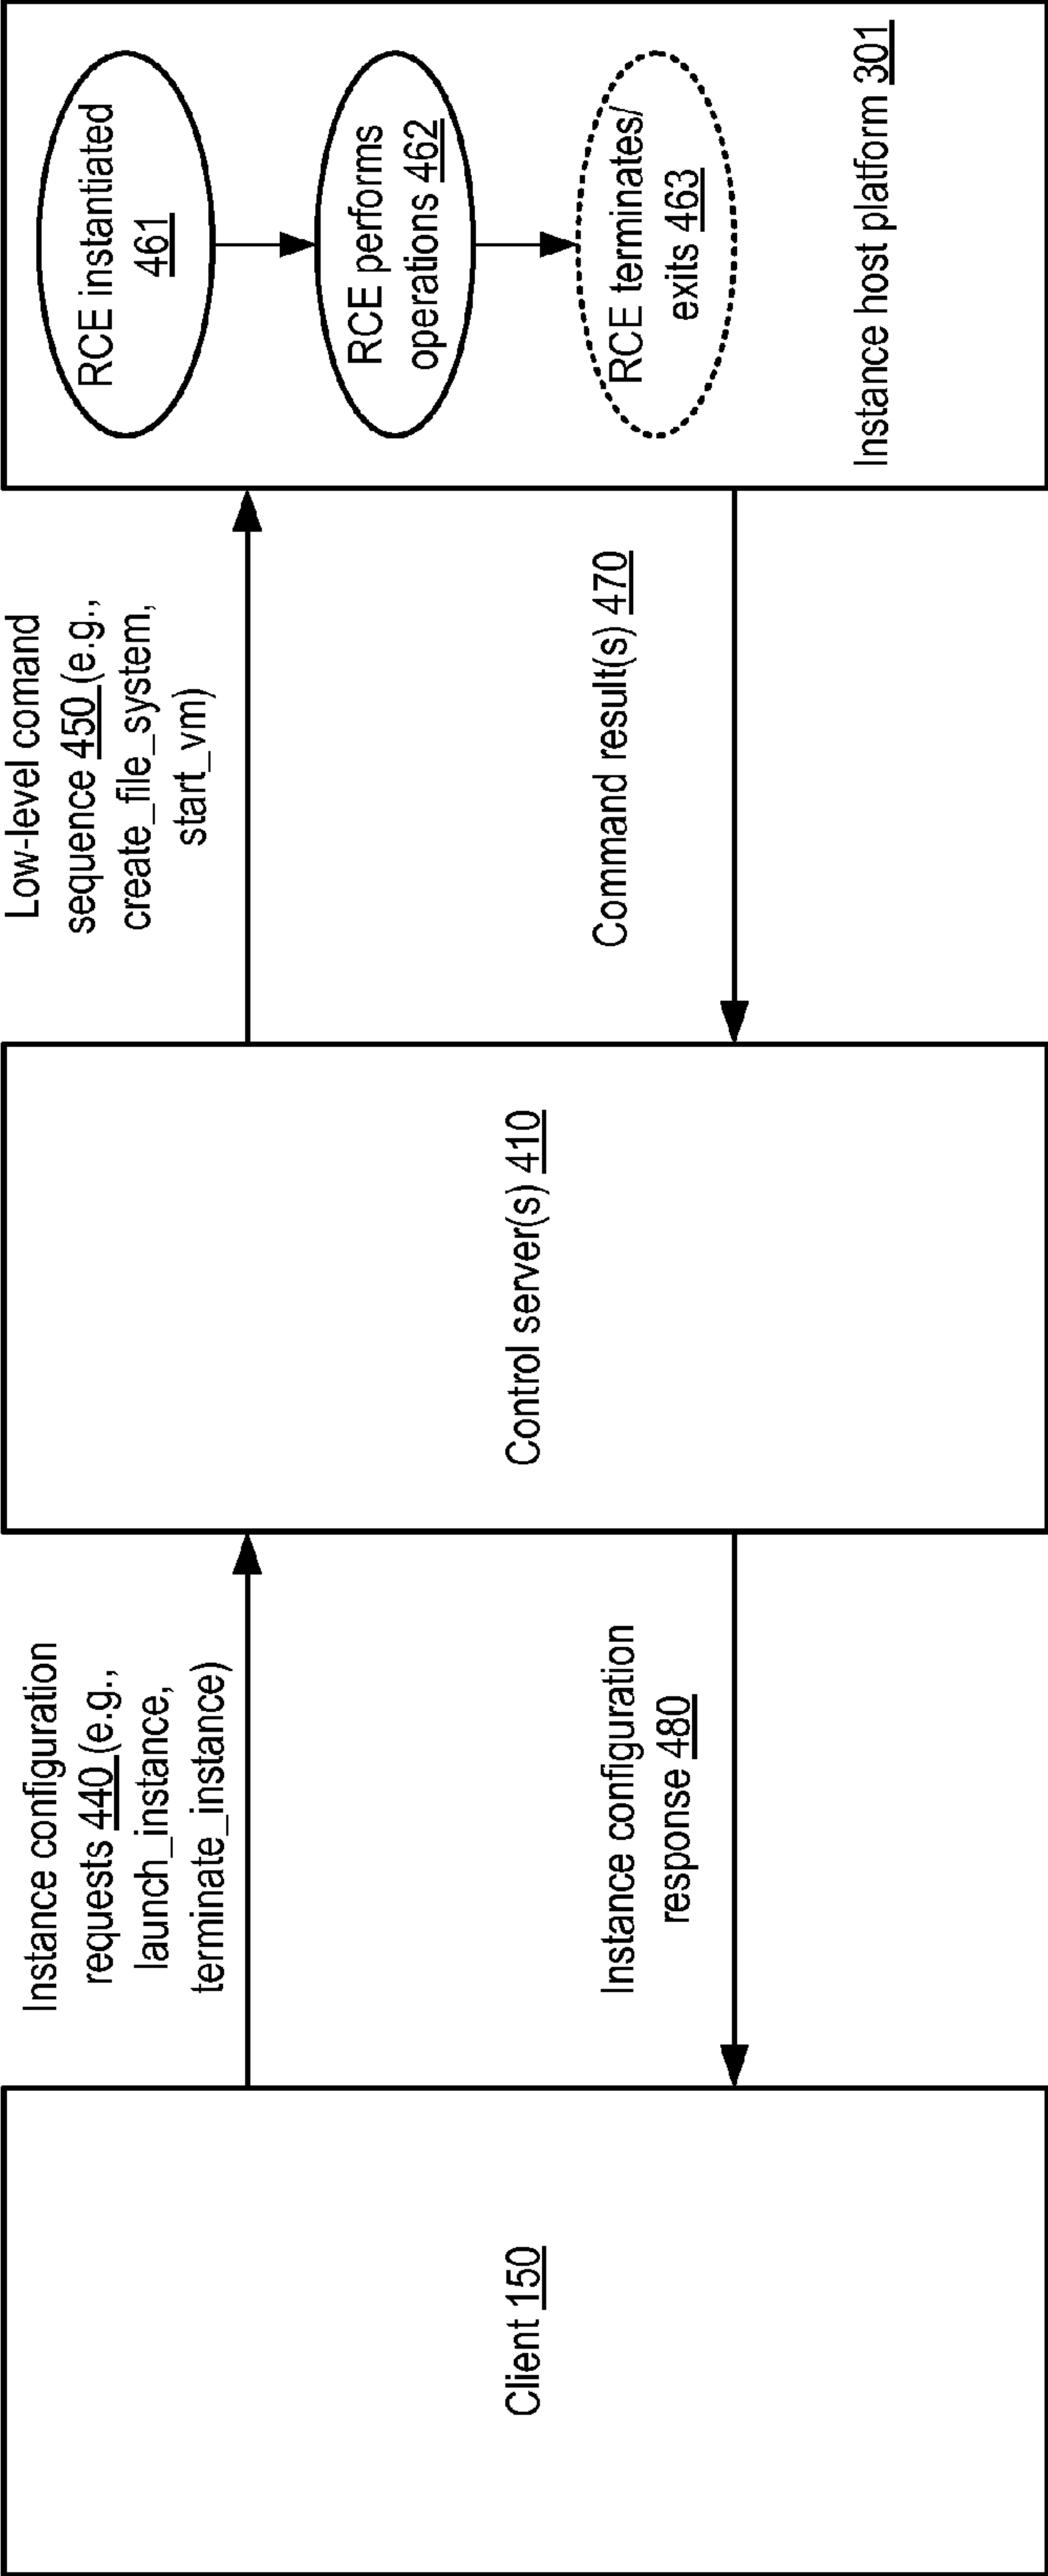 Client 150
Instance configuration
requests 440 (e.g.,
launch_instance,
terminate_instance)
Instance configuration
response 480
Control server(s) 410
Low-level comand
sequence 450 (e.g.,
create_file_system,
start_vm)
Command result(s) 470
RCE instantiated
461
RCE performs
operations 462
RCE terminates/
exits 463
Instance host platform 301